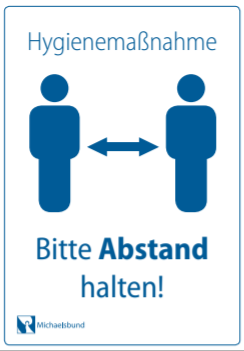 Hygienemaßnahme
Bitte Abstand
halten!
Michaelsbund